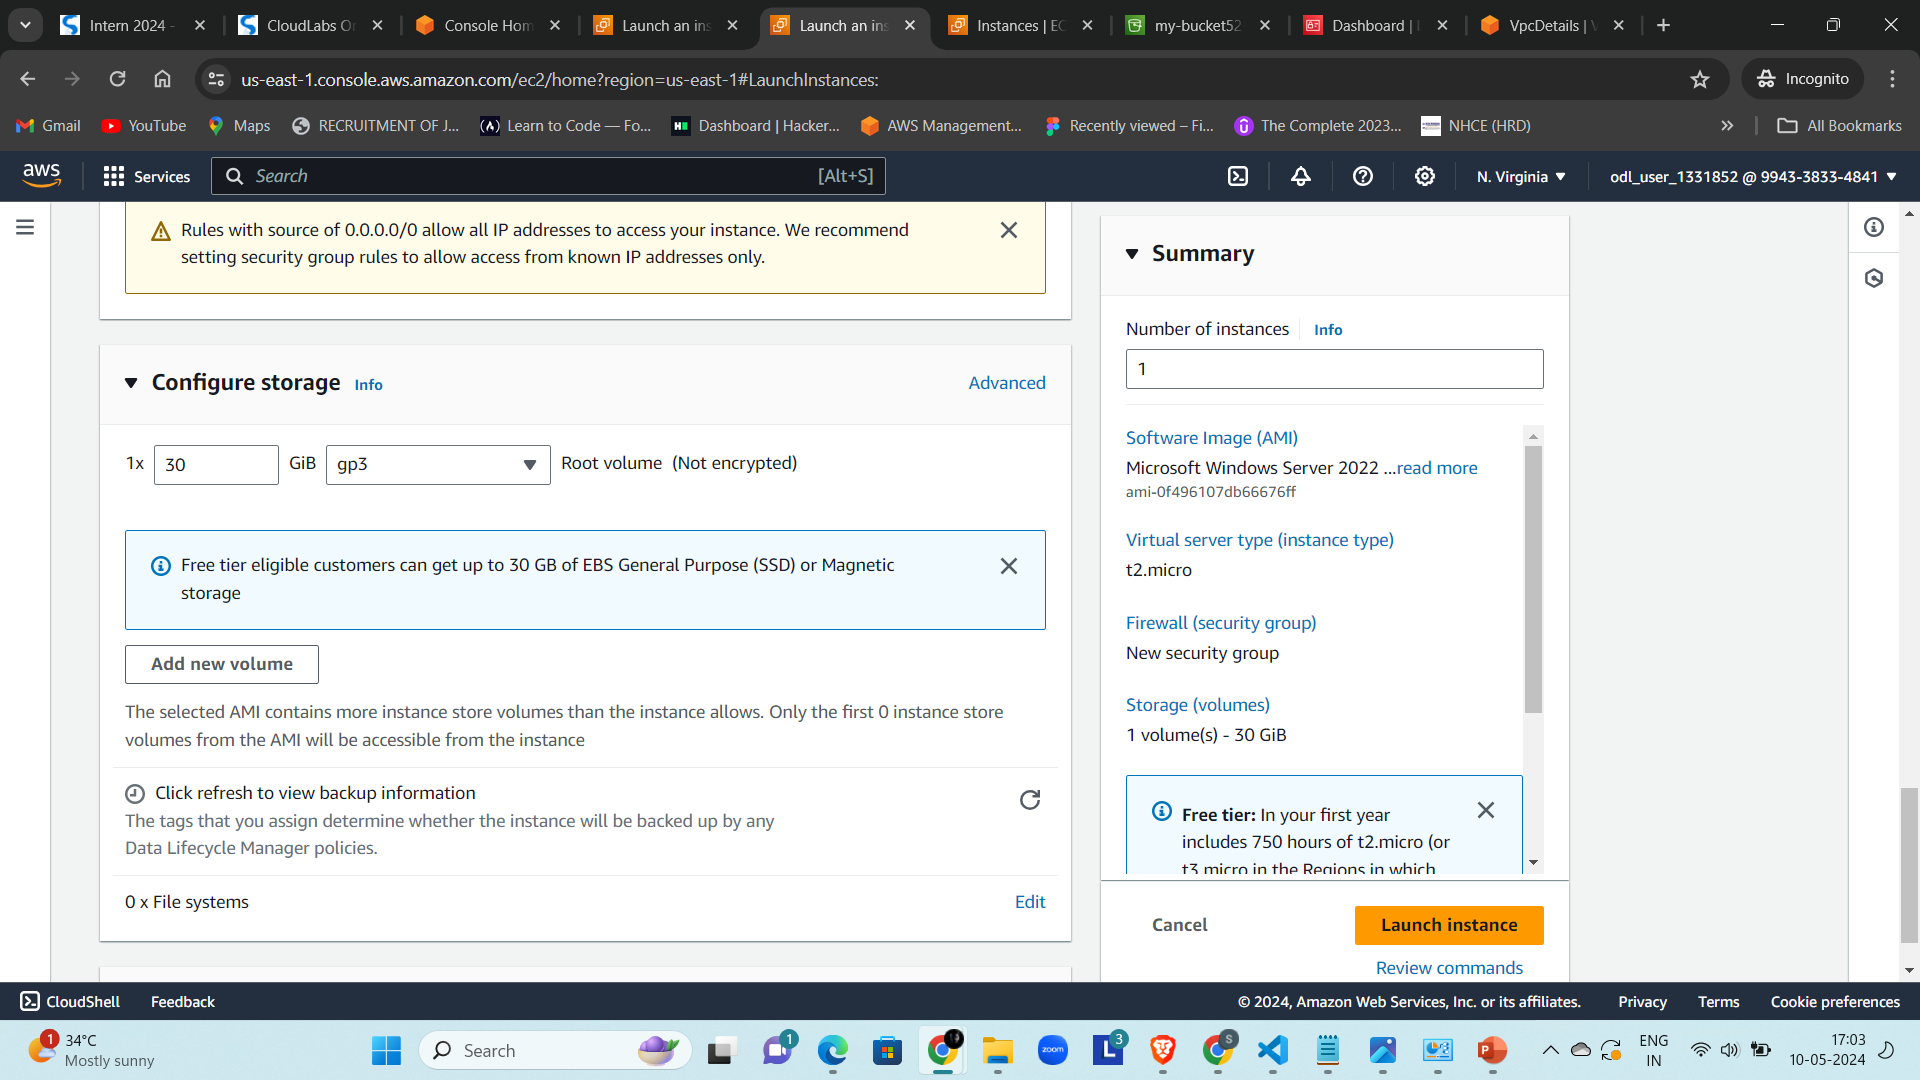 Intern 2024 -
CloudLabs O
Console Hom
Launch an ins
Launch an ins
Instances | EC
my-bucket52
Dashboard |
VpcDetails | V
us-east-1.console.aws.amazon.com/ec2/home?region=us-east-1#LaunchInstances:
Incognito
Gmail
YouTube
Maps
RECRUITMENT OF J...
Learn to Code — Fo...
Dashboard | Hacker...
AWS Management...
Recently viewed – Fi...
The Complete 2023...
NHCE (HRD)
All Bookmarks
aws
Services
Search
[Alt+S]
N. Virginia
odl_user_1331852 @ 9943-3833-4841
Rules with source of 0.0.0.0/0 allow all IP addresses to access your instance. We recommend
setting security group rules to allow access from known IP addresses only.
Configure storage Info
Advanced
1x 30 GiB gp3 Root volume (Not encrypted)
Free tier eligible customers can get up to 30 GB of EBS General Purpose (SSD) or Magnetic
storage
Add new volume
The selected AMI contains more instance store volumes than the instance allows. Only the first 0 instance store
volumes from the AMI will be accessible from the instance
Click refresh to view backup information
The tags that you assign determine whether the instance will be backed up by any
Data Lifecycle Manager policies.
0 x File systems
Edit
Summary
Number of instances Info
1
Software Image (AMI)
Microsoft Windows Server 2022 ...read more
ami-0f496107db66676ff
Virtual server type (instance type)
t2.micro
Firewall (security group)
New security group
Storage (volumes)
1 volume(s) - 30 GiB
Free tier: In your first year
includes 750 hours of t2.micro (or
t3.micro in the Regions in which
Cancel
Launch instance
Review commands
CloudShell
Feedback
© 2024, Amazon Web Services, Inc. or its affiliates.
Privacy
Terms
Cookie preferences
1
34°C
Mostly sunny
Search
1
zoom
L
3
S
P
ENG
IN
17:03
10-05-2024